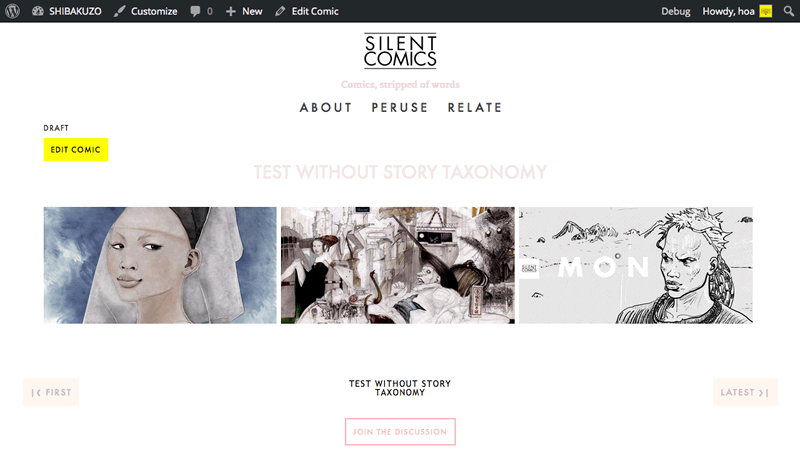 SHIBAKUZO Customize 0 New Edit Comic Debug Howdy, hoa
SILENT
COMICS
Comics, stripped of words
ABOUT PERUSE RELATE
DRAFT
EDIT COMIC
TEST WITHOUT STORY TAXONOMY
SILENT
COMICS
MON
|❮ FIRST
TEST WITHOUT STORY
TAXONOMY
LATEST ❯|
JOIN THE DISCUSSION